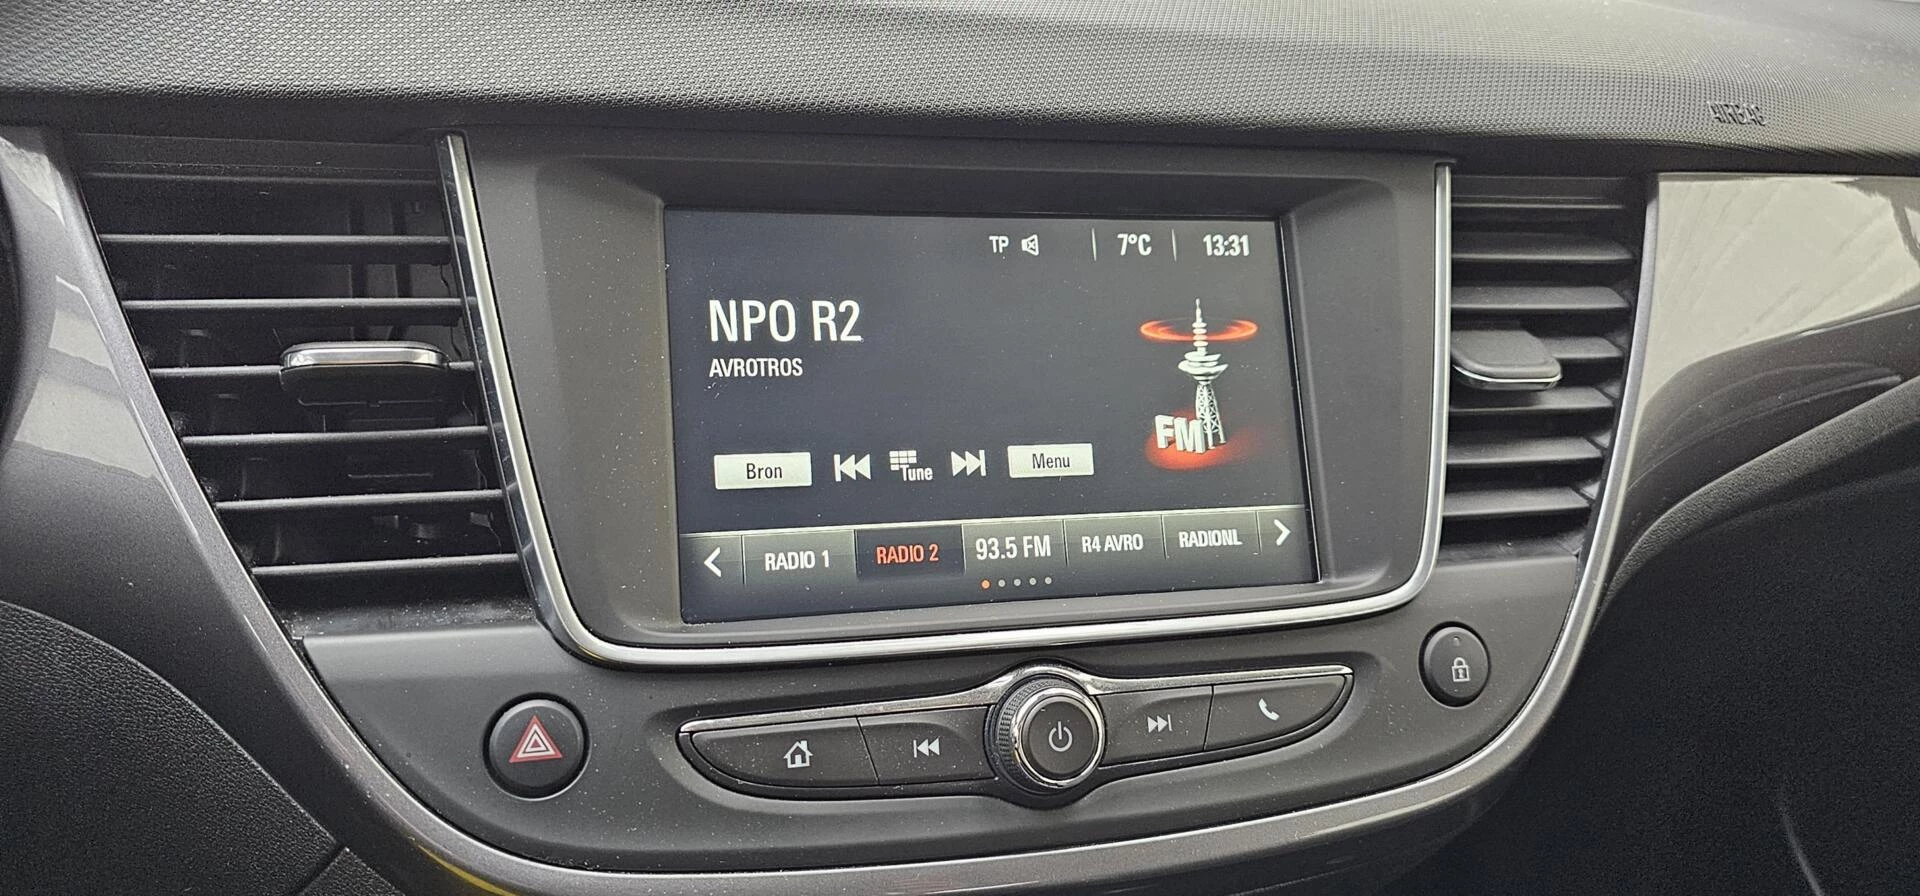 AIRBAG
TP 7°C 13:31
NPO R2
AVROTROS
FM
Bron Tune Menu
RADIO 1 RADIO 2 93.5 FM R4 AVRO RADIONL